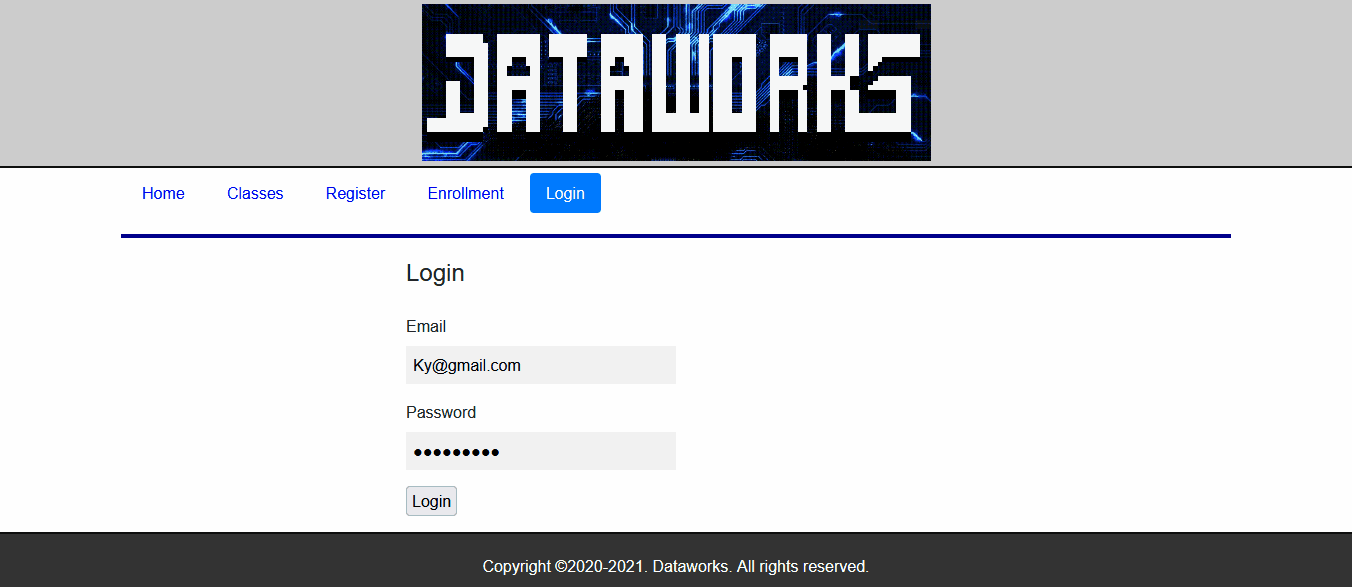 DATAWORKS
Home Classes Register Enrollment Login
Login
Email
Ky@gmail.com
Password
●●●●●●●●●
Login
Copyright ©2020-2021. Dataworks. All rights reserved.